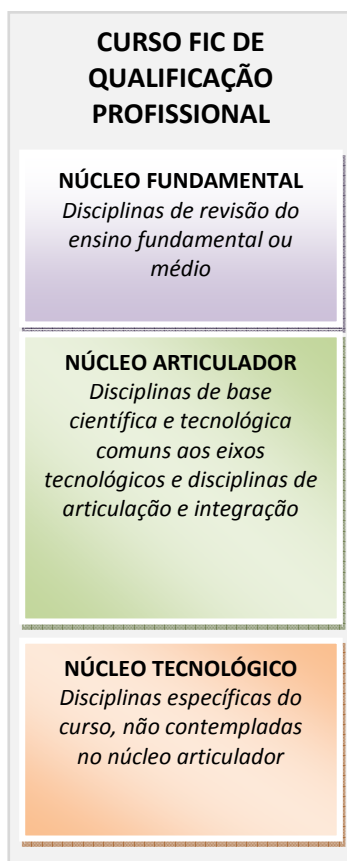 CURSO FIC DE
QUALIFICAÇÃO
PROFISSIONAL
NÚCLEO FUNDAMENTAL
Disciplinas de revisão do
ensino fundamental ou
médio
NÚCLEO ARTICULADOR
Disciplinas de base
científica e tecnológica
comuns aos eixos
tecnológicos e disciplinas de
articulação e integração
NÚCLEO TECNOLÓGICO
Disciplinas específicas do
curso, não contempladas
no núcleo articulador